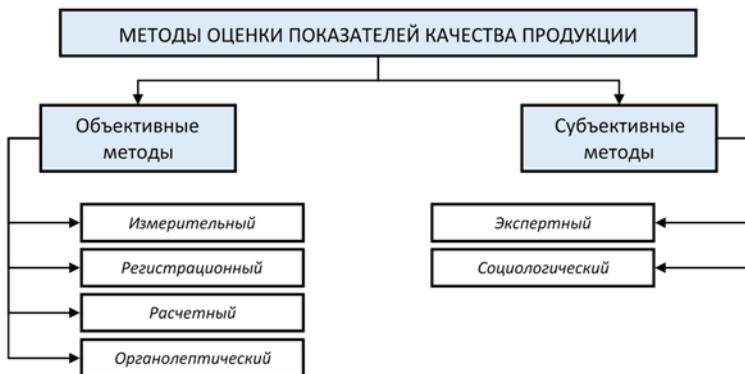 МЕТОДЫ ОЦЕНКИ ПОКАЗАТЕЛЕЙ КАЧЕСТВА ПРОДУКЦИИ
Объективные
методы
Субъективные
методы
Измерительный
Регистрационный
Расчетный
Органолептический
Экспертный
Социологический